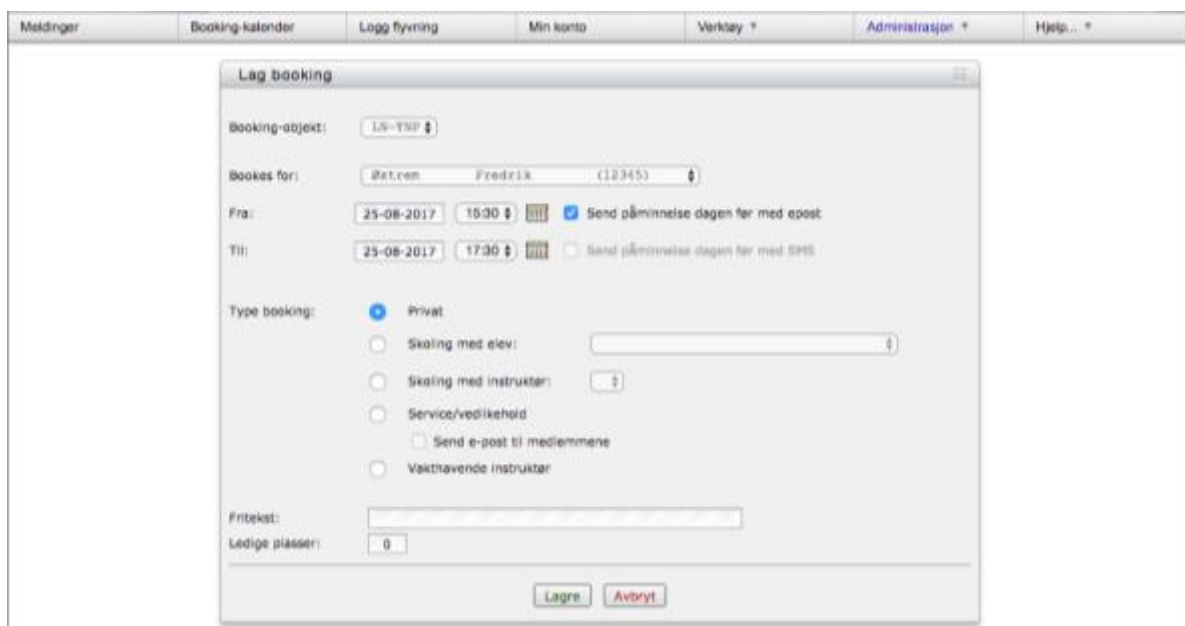 Meldinger Booking-kalender Logg flyvning Min konto Verktøy Administrasjon Hjelp...
Lag booking
Booking-objekt: LN-YNP
Bookes for: Østrem Fredrik (12345)
Fra: 25-08-2017 15:30 Send påminnelse dagen før med epost
Til: 25-08-2017 17:30 Send påminnelse dagen før med SMS
Type booking: Privat
Skoling med elev:
Skoling med instruktør:
Service/vedlikehold
Send e-post til medlemmene
Vakthavende instruktør
Fritekst:
Ledige plasser: 0
Lagre Avbryt